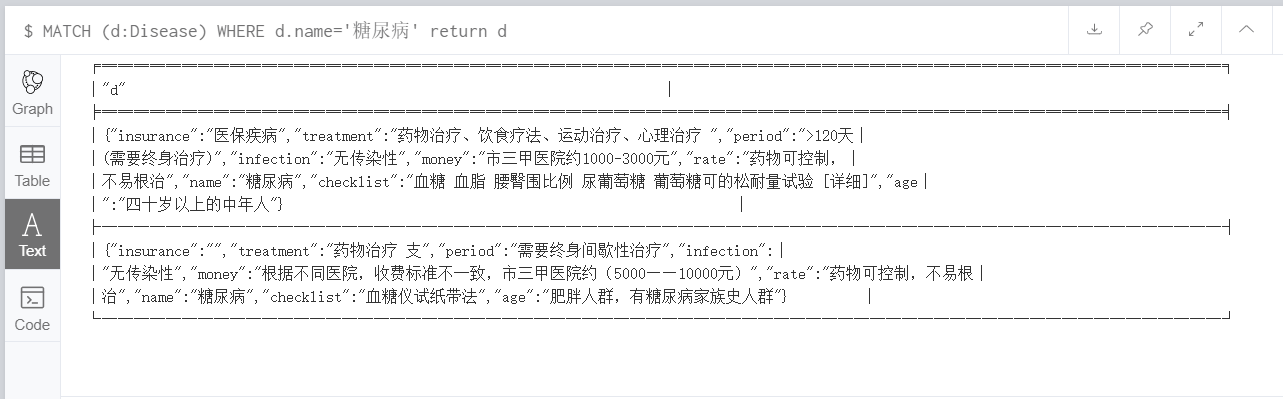 $ MATCH (d:Disease) WHERE d.name='糖尿病' return d
Graph
Table
Text
Code
"d"
{"insurance":"医保疾病","treatment":"药物治疗、饮食疗法、运动治疗、心理治疗 ","period":">120天
(需要终身治疗)","infection":"无传染性","money":"市三甲医院约1000-3000元","rate":"药物可控制，
不易根治","name":"糖尿病","checklist":"血糖 血脂 腰臀围比例 尿葡萄糖 葡萄糖可的松耐量试验 [详细]","age
":"四十岁以上的中年人"}
{"insurance":"","treatment":"药物治疗 支","period":"需要终身间歇性治疗","infection":
"无传染性","money":"根据不同医院，收费标准不一致，市三甲医院约（5000——10000元）","rate":"药物可控制，不易根
治","name":"糖尿病","checklist":"血糖仪试纸带法","age":"肥胖人群，有糖尿病家族史人群"}